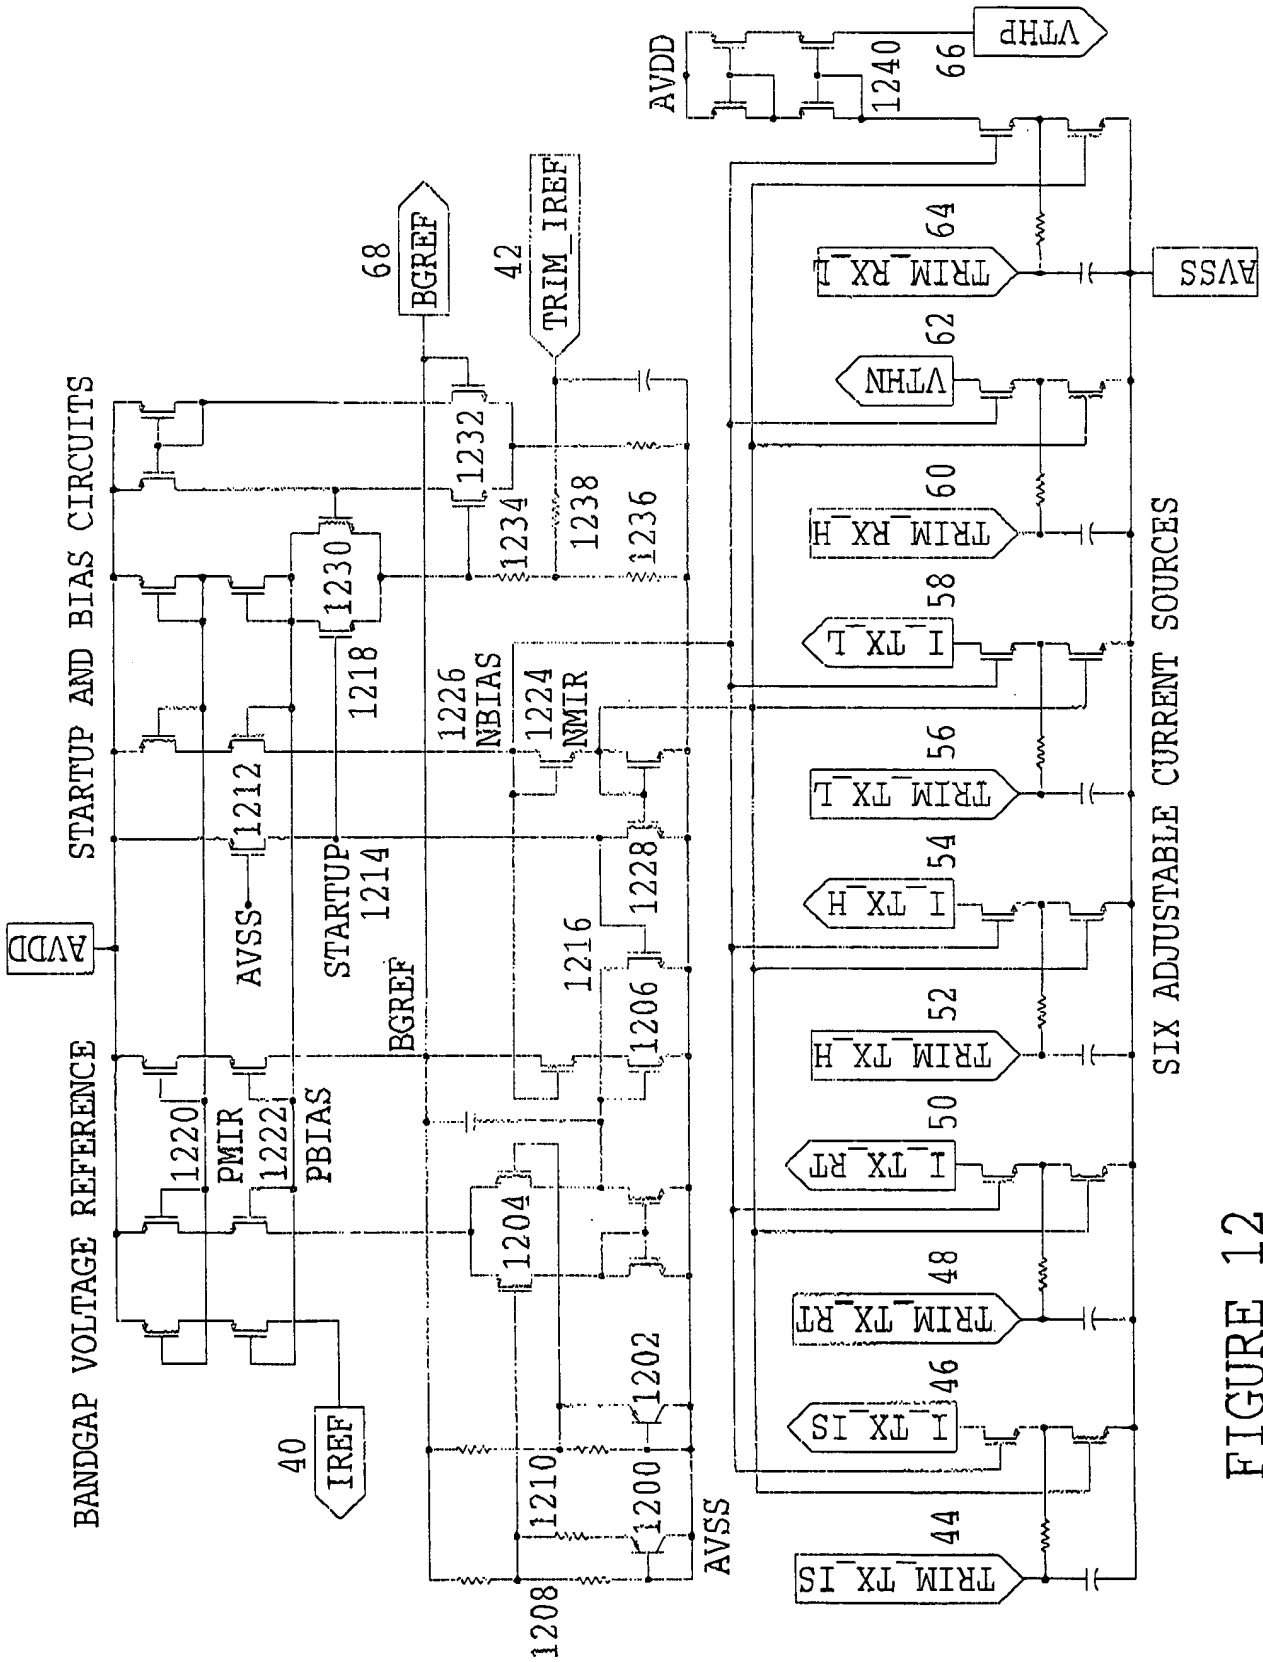 BANDGAP VOLTAGE REFERENCE
AVDD
STARTUP AND BIAS CIRCUITS
1220
PMIR
1222
PBIAS
AVSS
1212
STARTUP
1214
1218
1230
40
IREF
BGREF
68
BGREF
1204
1226
NBIAS
1224
NMIR
1232
1234
42
TRIM_IREF
1238
1236
1208
1210
1200
1202
1206
1216
1228
AVSS
AVDD
1240
66
VTHP
TRIM_TX_IS
44
I_TX_IS
46
TRIM_TX_RT
48
I_TX_RT
50
TRIM_TX_H
52
I_TX_H
54
TRIM_TX_L
56
I_TX_L
58
TRIM_RX_H
60
VTHN
62
TRIM_RX_L
64
AVSS
SIX ADJUSTABLE CURRENT SOURCES
FIGURE 12